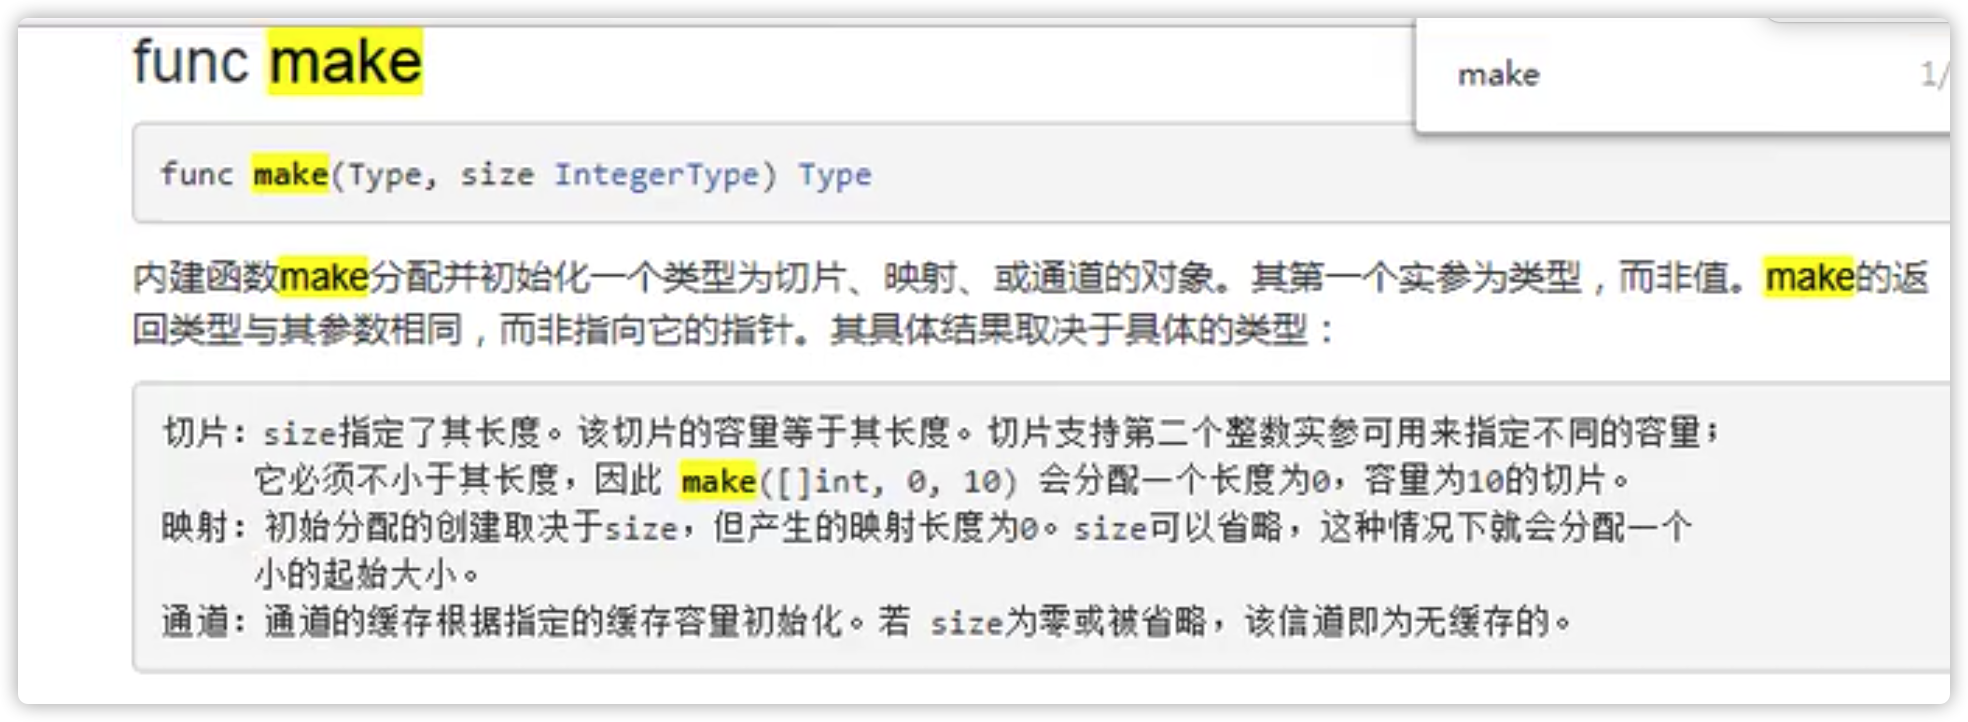 func make
make 1/
func make(Type, size IntegerType) Type
内建函数make分配并初始化一个类型为切片、映射、或通道的对象。其第一个实参为类型，而非值。make的返
回类型与其参数相同，而非指向它的指针。其具体结果取决于具体的类型：
切片：size指定了其长度。该切片的容量等于其长度。切片支持第二个整数实参可用来指定不同的容量；
它必须不小于其长度，因此 make([]int, 0, 10) 会分配一个长度为0，容量为10的切片。
映射：初始分配的创建取决于size，但产生的映射长度为0。size可以省略，这种情况下就会分配一个
小的起始大小。
通道：通道的缓存根据指定的缓存容量初始化。若 size为零或被省略，该信道即为无缓存的。